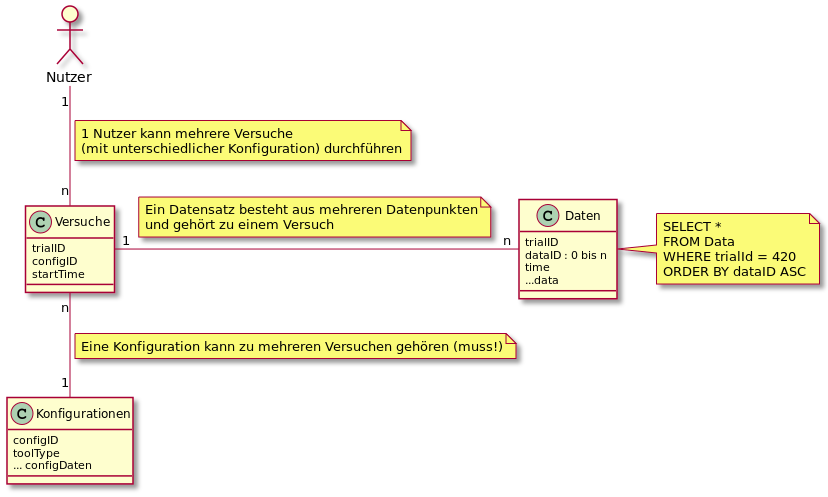 Nutzer
1
1 Nutzer kann mehrere Versuche
(mit unterschiedlicher Konfiguration) durchführen
n
C Versuche
trialID
configID
startTime
1
Ein Datensatz besteht aus mehreren Datenpunkten
und gehört zu einem Versuch
n
C Daten
trialID
dataID : 0 bis n
time
...data
SELECT *
FROM Data
WHERE trialId = 420
ORDER BY dataID ASC
n
Eine Konfiguration kann zu mehreren Versuchen gehören (muss!)
1
C Konfigurationen
configID
toolType
... configDaten